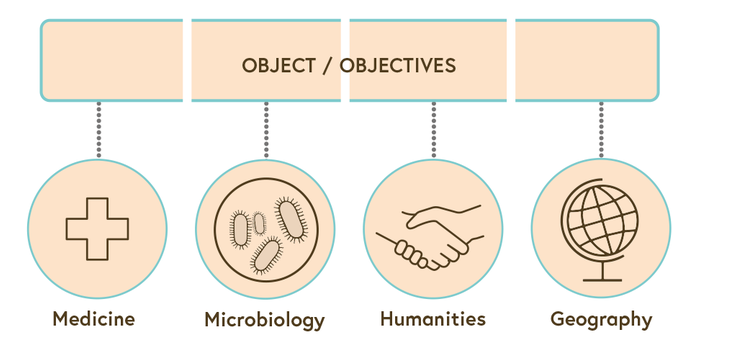 OBJECT / OBJECTIVES
Medicine
Microbiology
Humanities
Geography